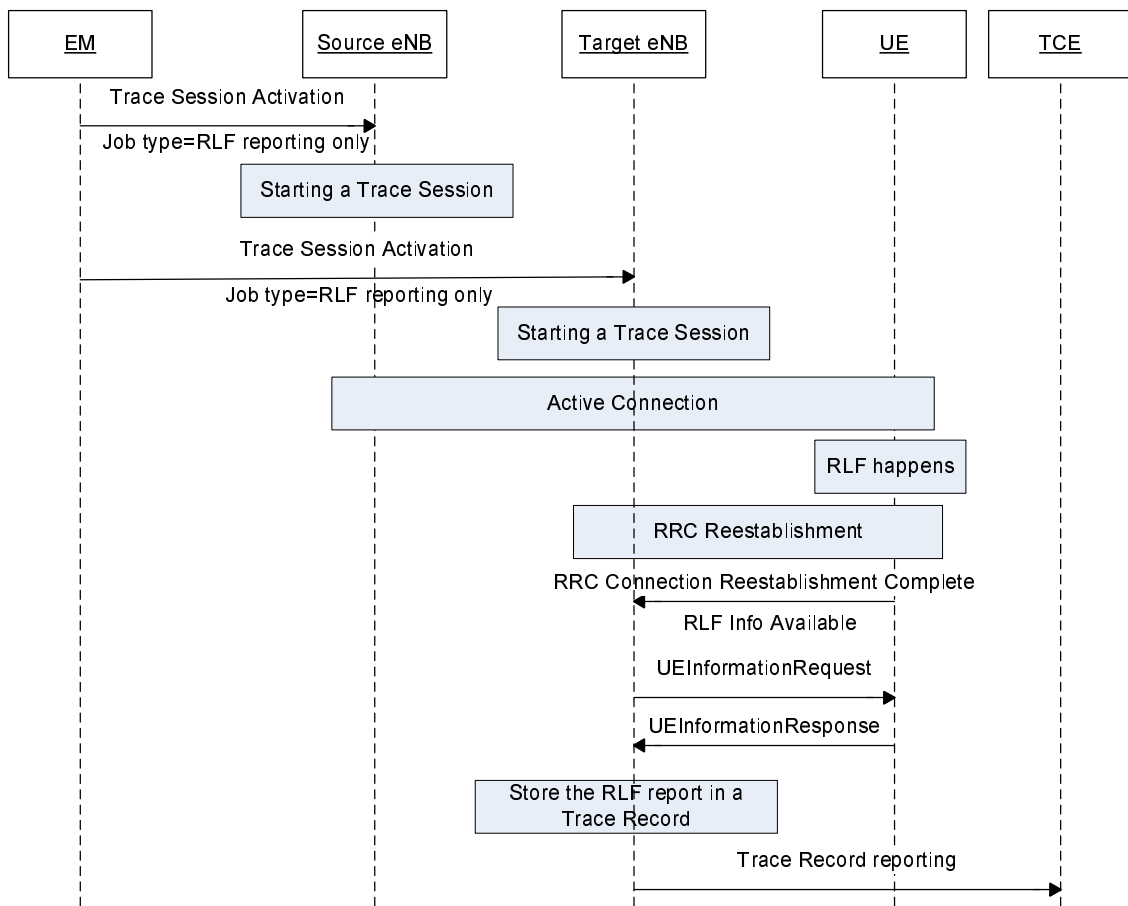 EM
Source eNB
Target eNB
UE
TCE
Trace Session Activation
Job type=RLF reporting only
Starting a Trace Session
Trace Session Activation
Job type=RLF reporting only
Starting a Trace Session
Active Connection
RLF happens
RRC Reestablishment
RRC Connection Reestablishment Complete
RLF Info Available
UEInformationRequest
UEInformationResponse
Store the RLF report in a
Trace Record
Trace Record reporting